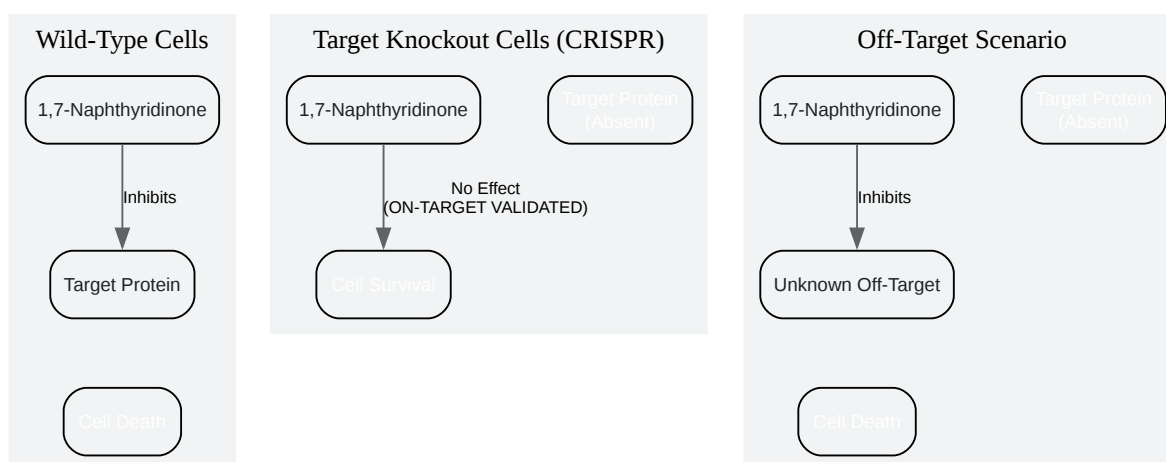 Wild-Type Cells
1,7-Naphthyridinone
Inhibits
Target Protein
Cell Death
Target Knockout Cells (CRISPR)
1,7-Naphthyridinone
Target Protein
(Absent)
No Effect
(ON-TARGET VALIDATED)
Cell Survival
Off-Target Scenario
1,7-Naphthyridinone
Target Protein
(Absent)
Inhibits
Unknown Off-Target
Cell Death